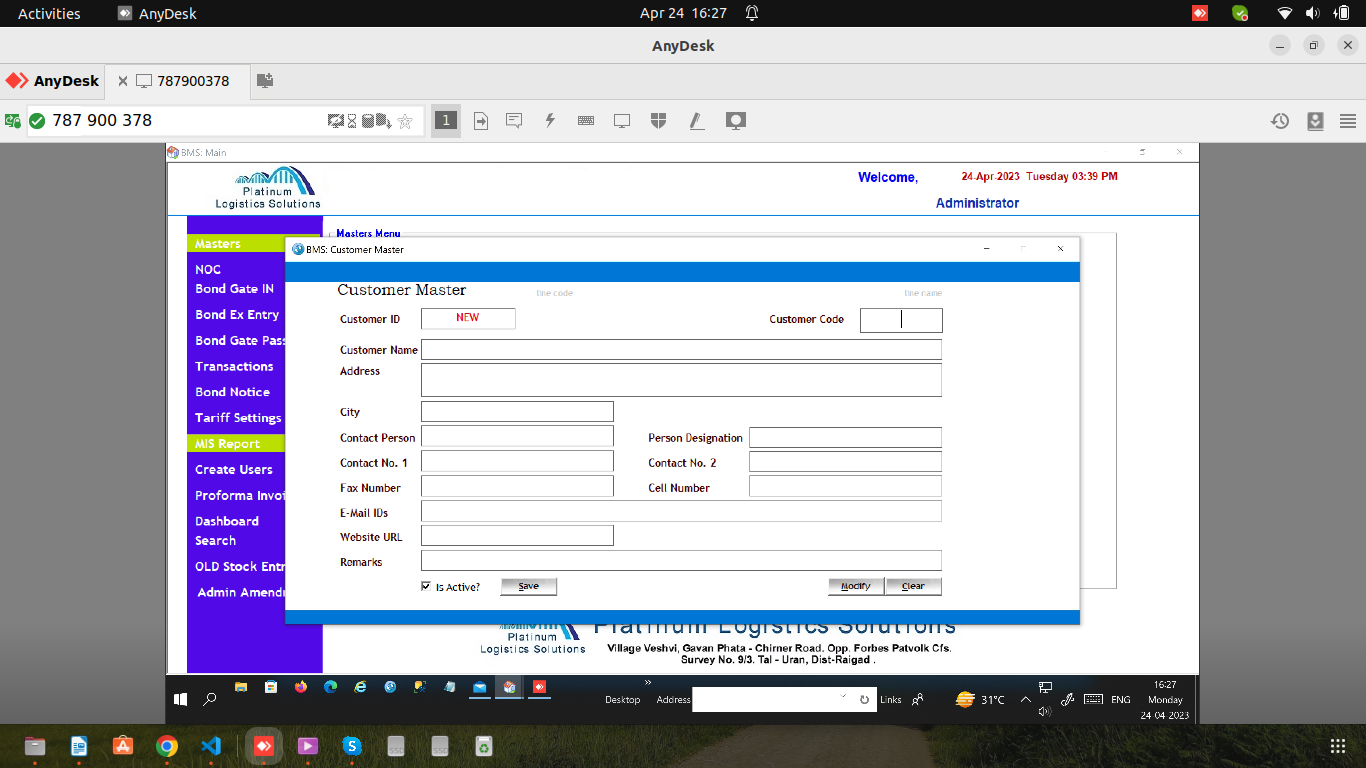 Activities AnyDesk Apr 24 16:27
AnyDesk
AnyDesk 787900378
787 900 378 1
BMS: Main
Platinum
Logistics Solutions
Welcome, 24-Apr-2023 Tuesday 03:39 PM
Administrator
Masters
NOC
Bond Gate IN
Bond Ex Entry
Bond Gate Pass
Transactions
Bond Notice
Tariff Settings
MIS Report
Create Users
Proforma Invoi
Dashboard
Search
OLD Stock Entr
Admin Amend
Masters Menu
BMS: Customer Master
Customer Master
line code line name
Customer ID NEW Customer Code
Customer Name
Address
City
Contact Person Person Designation
Contact No. 1 Contact No. 2
Fax Number Cell Number
E-Mail IDs
Website URL
Remarks
Is Active? Save Modify Clear
Platinum
Logistics Solutions
Platinum Logistics Solutions
Village Veshvi, Gavan Phata - Chirner Road. Opp. Forbes Patvolk Cfs.
Survey No. 9/3. Tal - Uran, Dist-Raigad .
Desktop » Address Links 31°C ENG
16:27
Monday
24-04-2023
SSD SSD